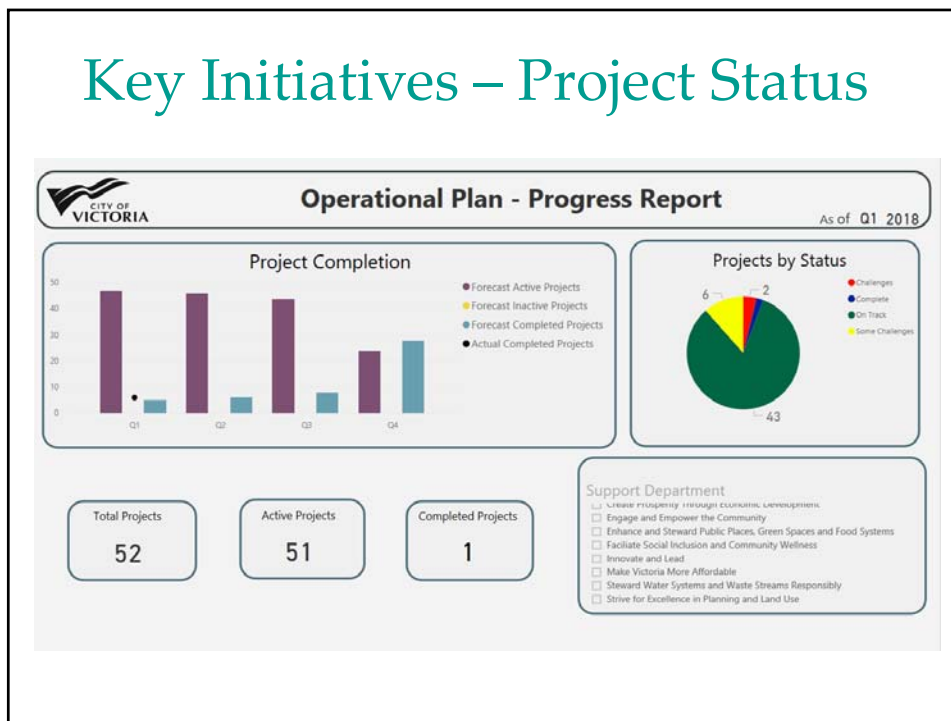 Key Initiatives – Project Status
CITY OF
VICTORIA
Operational Plan - Progress Report
As of Q1 2018
Project Completion
50
40
30
20
10
0
Q1
Q2
Q3
Q4
Forecast Active Projects
Forecast Inactive Projects
Forecast Completed Projects
Actual Completed Projects
Projects by Status
6
2
43
Challenges
Complete
On Track
Some Challenges
Total Projects
52
Active Projects
51
Completed Projects
1
Support Department
Create Prosperity Through Economic Development
Engage and Empower the Community
Enhance and Steward Public Places, Green Spaces and Food Systems
Faciliate Social Inclusion and Community Wellness
Innovate and Lead
Make Victoria More Affordable
Steward Water Systems and Waste Streams Responsibly
Strive for Excellence in Planning and Land Use